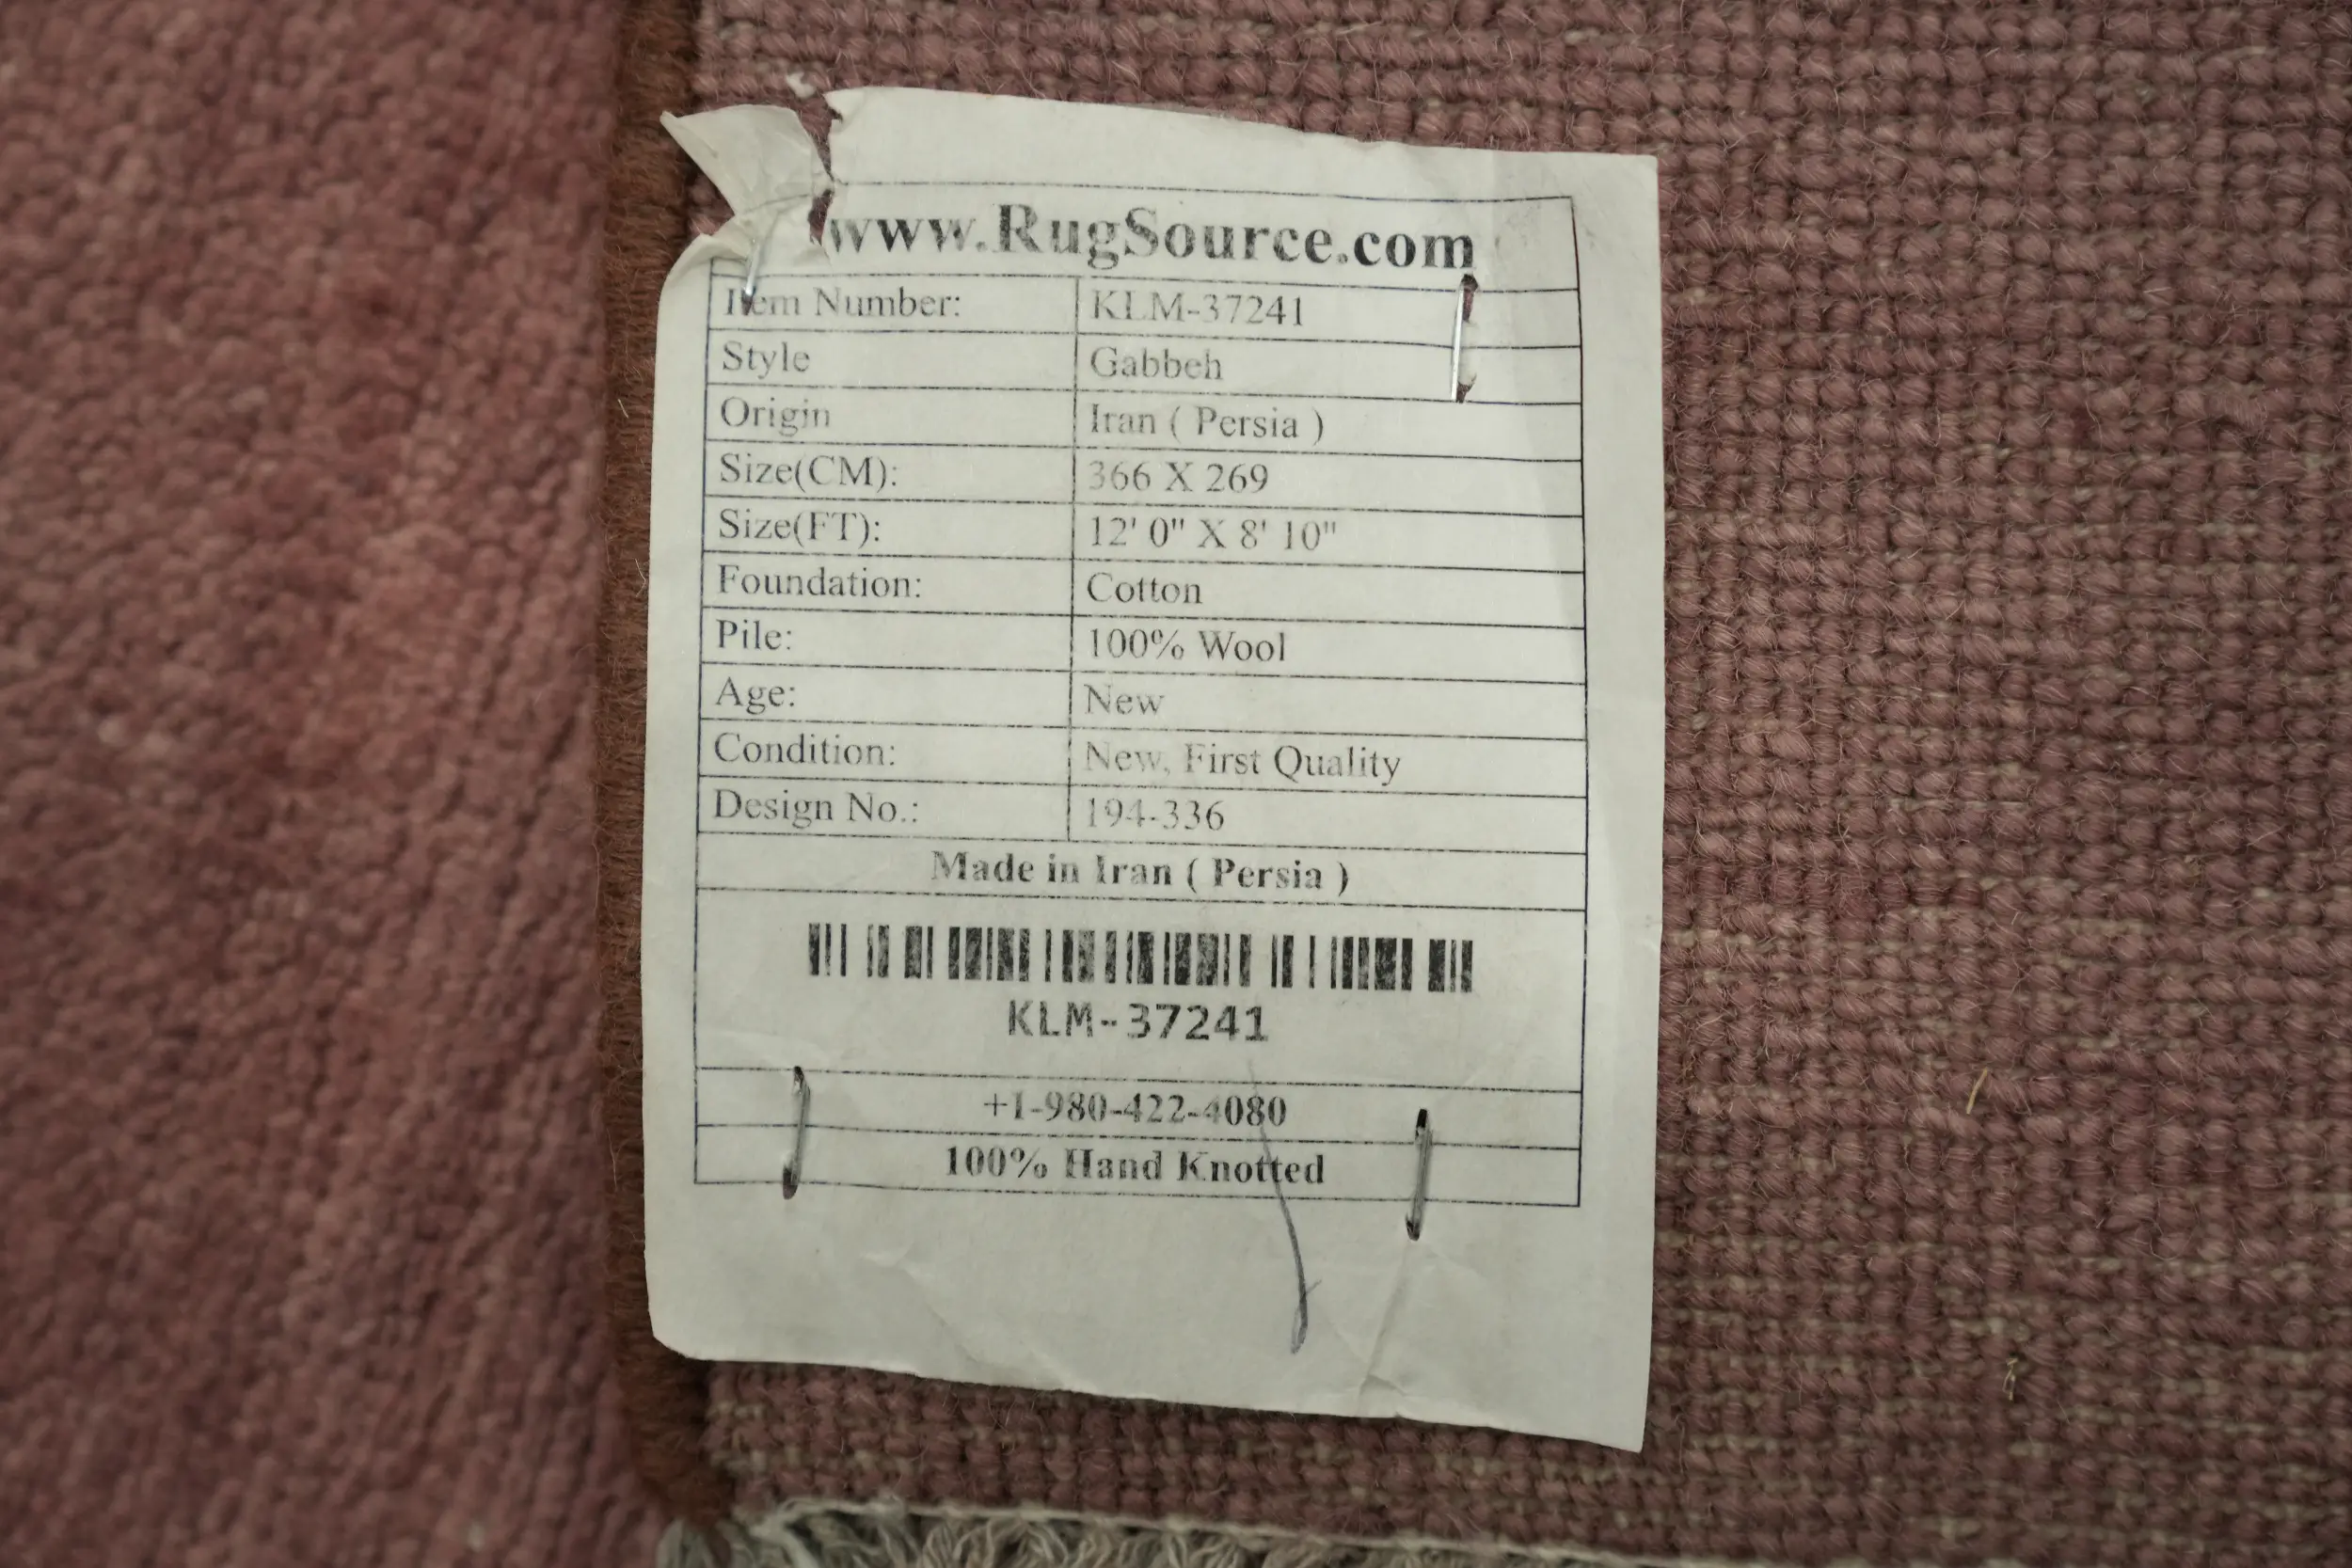 www.RugSource.com
Item Number: KLM-37241
Style Gabbeh
Origin Iran ( Persia )
Size(CM): 366 X 269
Size(FT): 12' 0" X 8' 10"
Foundation: Cotton
Pile: 100% Wool
Age: New
Condition: New, First Quality
Design No.: 194-336
Made in Iran ( Persia )
KLM-37241
+1-980-422-4080
100% Hand Knotted